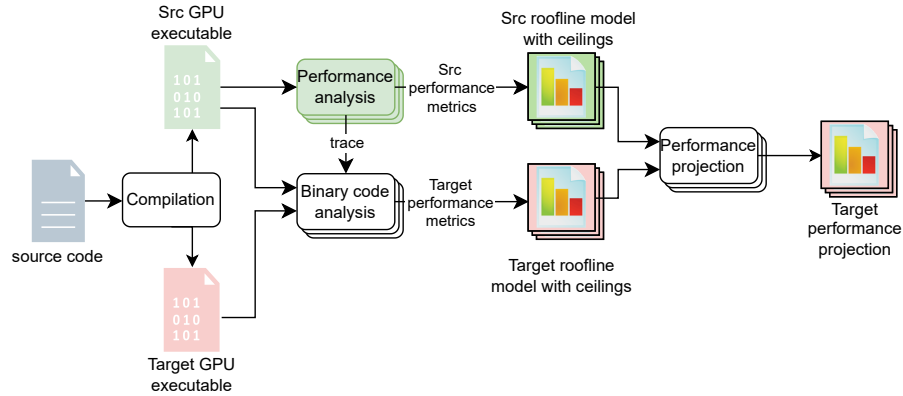 Src GPU
executable
101
010
101
source code
Compilation
101
010
101
Target GPU
executable
Performance
analysis
trace
Binary code
analysis
Src
performance
metrics
Target
performance
metrics
Src roofline model
with ceilings
Target roofline
model with ceilings
Performance
projection
Target
performance
projection